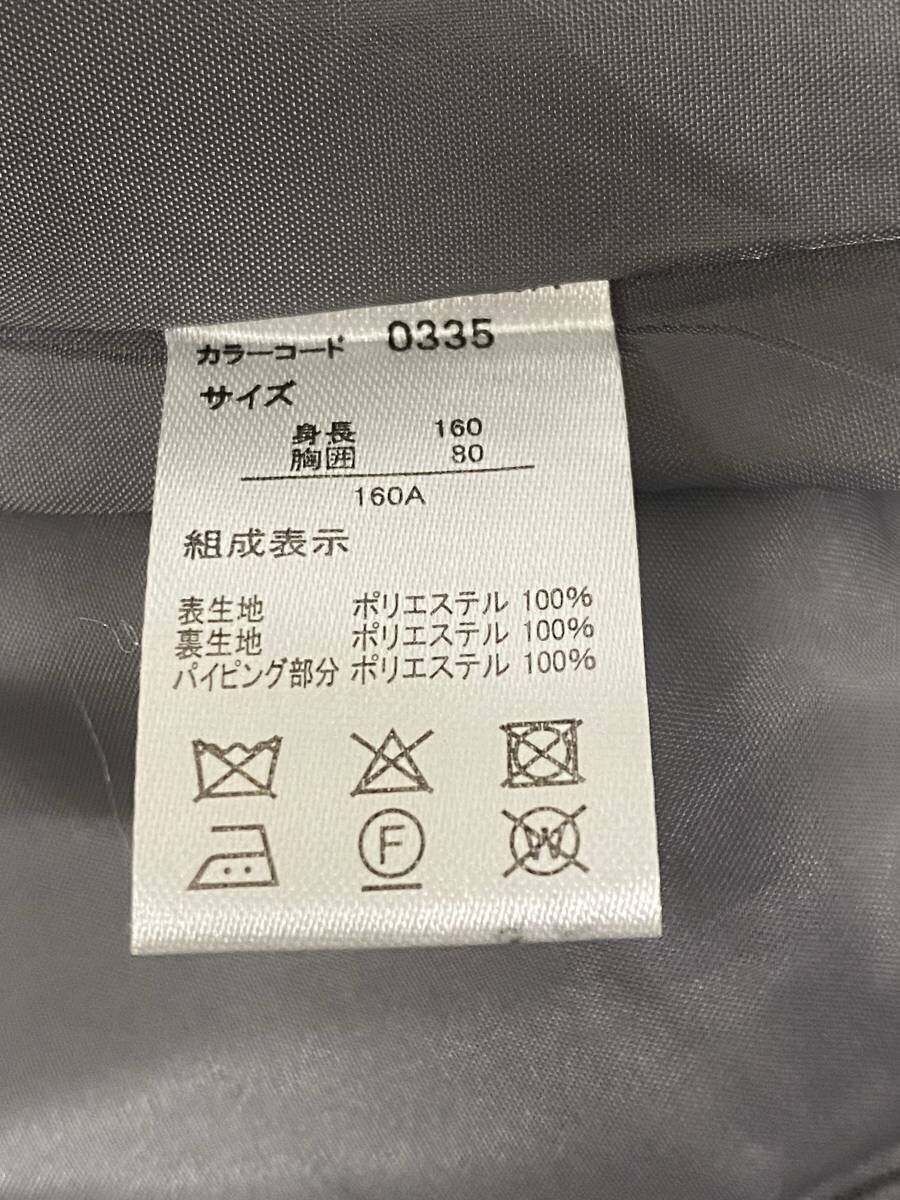 カラーコード 0335
サイズ
身長 160
胸囲 80
160A
組成表示
表生地 ポリエステル 100%
裏生地 ポリエステル 100%
パイピング部分 ポリエステル 100%
F
W